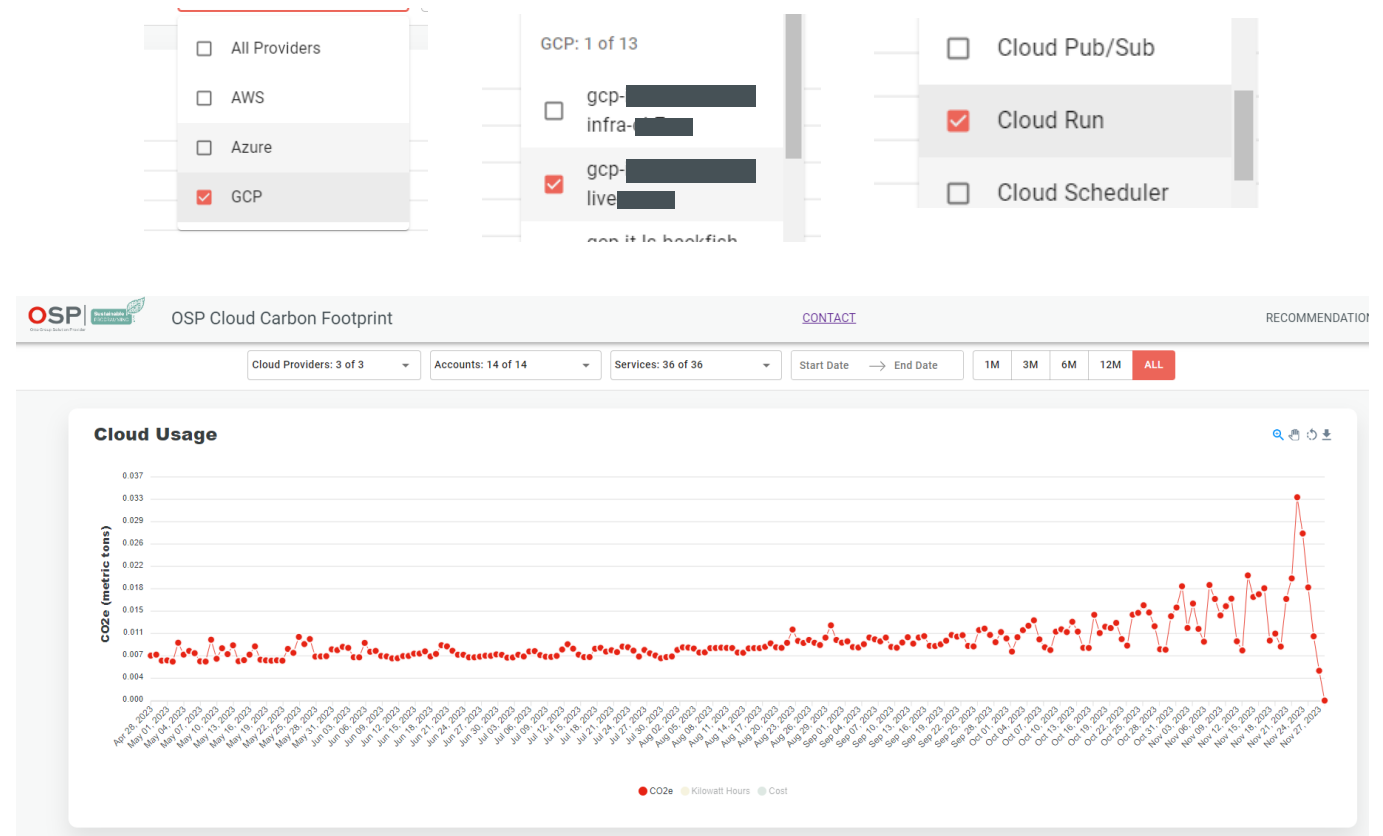 All Providers
AWS
Azure
GCP
GCP: 1 of 13
gcp-
infra-
gcp-
live
Cloud Pub/Sub
Cloud Run
Cloud Scheduler
OSP
Sustainable
PROGRAMMING
OSP Cloud Carbon Footprint
CONTACT
RECOMMENDATION
Cloud Providers: 3 of 3
Accounts: 14 of 14
Services: 36 of 36
Start Date → End Date
1M
3M
6M
12M
ALL
Cloud Usage
CO2e (metric tons)
0.037
0.033
0.029
0.026
0.022
0.018
0.015
0.011
0.007
0.004
0.000
Apr 28, 2023
May 01, 2023
May 04, 2023
May 07, 2023
May 10, 2023
May 13, 2023
May 16, 2023
May 19, 2023
May 22, 2023
May 25, 2023
May 28, 2023
May 31, 2023
Jun 03, 2023
Jun 06, 2023
Jun 09, 2023
Jun 12, 2023
Jun 15, 2023
Jun 18, 2023
Jun 21, 2023
Jun 24, 2023
Jun 27, 2023
Jun 30, 2023
Jul 03, 2023
Jul 06, 2023
Jul 09, 2023
Jul 12, 2023
Jul 15, 2023
Jul 18, 2023
Jul 21, 2023
Jul 24, 2023
Jul 27, 2023
Jul 30, 2023
Aug 02, 2023
Aug 05, 2023
Aug 08, 2023
Aug 11, 2023
Aug 14, 2023
Aug 17, 2023
Aug 20, 2023
Aug 23, 2023
Aug 26, 2023
Aug 29, 2023
Sep 01, 2023
Sep 04, 2023
Sep 07, 2023
Sep 10, 2023
Sep 13, 2023
Sep 16, 2023
Sep 19, 2023
Sep 22, 2023
Sep 25, 2023
Sep 28, 2023
Oct 01, 2023
Oct 04, 2023
Oct 07, 2023
Oct 10, 2023
Oct 13, 2023
Oct 16, 2023
Oct 19, 2023
Oct 22, 2023
Oct 25, 2023
Oct 28, 2023
Oct 31, 2023
Nov 03, 2023
Nov 06, 2023
Nov 09, 2023
Nov 12, 2023
Nov 15, 2023
Nov 18, 2023
Nov 21, 2023
Nov 24, 2023
Nov 27, 2023
CO2e
Kilowatt Hours
Cost